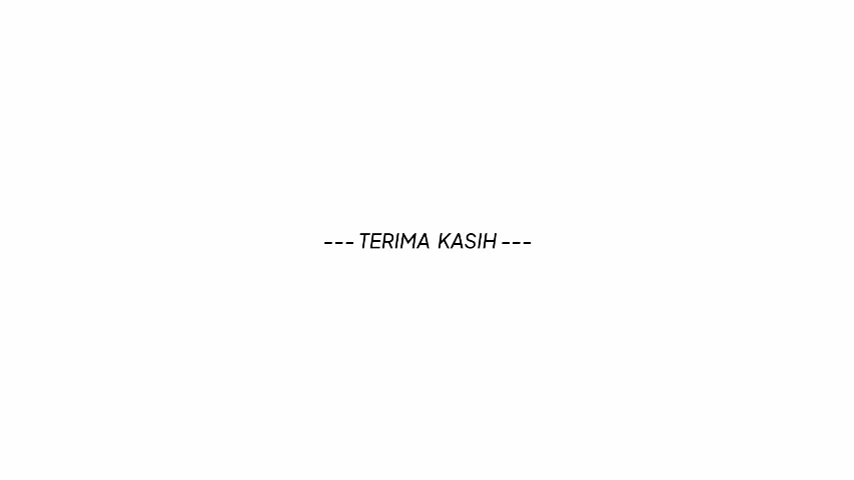 --- TERIMA KASIH ---